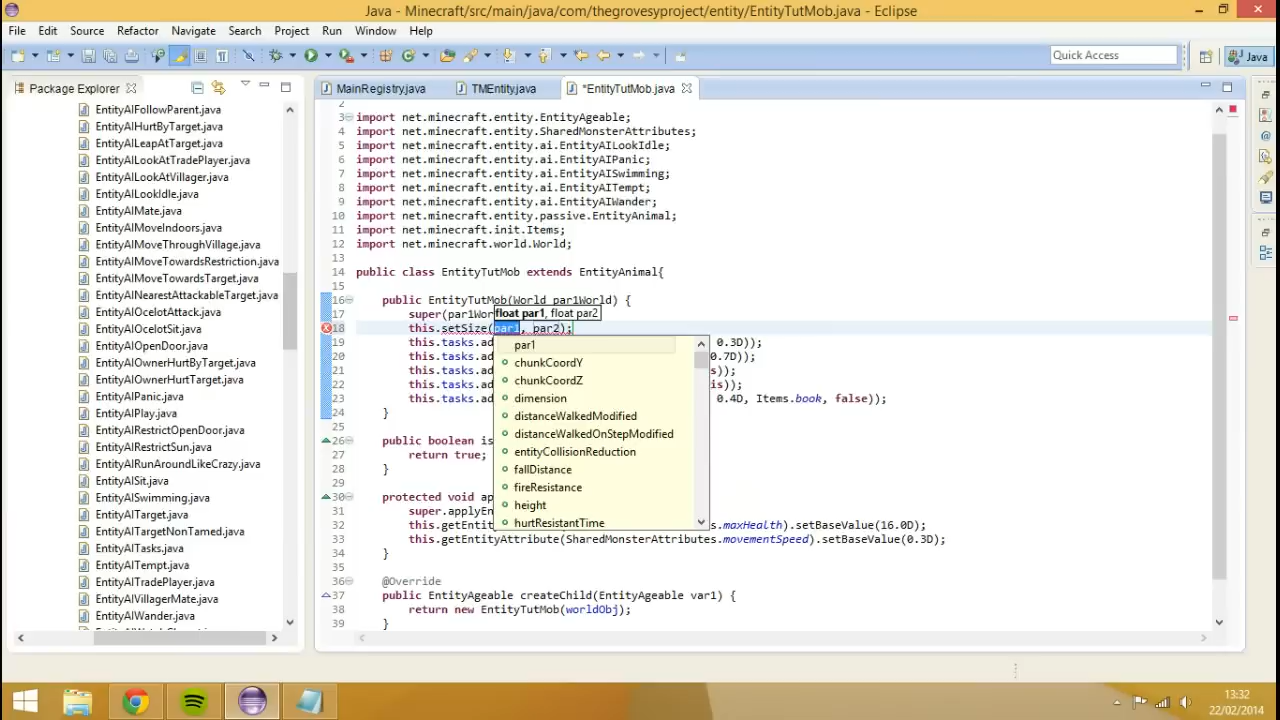 Java - Minecraft/src/main/java/com/thegrovesyproject/entity/EntityTutMob.java - Eclipse
File Edit Source Refactor Navigate Search Project Run Window Help
Quick Access
Java
Package Explorer
EntityAIFollowParent.java
EntityAIHurtByTarget.java
EntityAILeapAtTarget.java
EntityAILookAtTradePlayer.java
EntityAILookAtVillager.java
EntityAILookIdle.java
EntityAIMate.java
EntityAIMoveIndoors.java
EntityAIMoveThroughVillage.java
EntityAIMoveTowardsRestriction.java
EntityAIMoveTowardsTarget.java
EntityAINearestAttackableTarget.java
EntityAIOcelotAttack.java
EntityAIOcelotSit.java
EntityAIOpenDoor.java
EntityAIOwnerHurtByTarget.java
EntityAIOwnerHurtTarget.java
EntityAIPanic.java
EntityAIPlay.java
EntityAIRestrictOpenDoor.java
EntityAIRestrictSun.java
EntityAIRunAroundLikeCrazy.java
EntityAISit.java
EntityAISwimming.java
EntityAITarget.java
EntityAITargetNonTamed.java
EntityAITasks.java
EntityAITempt.java
EntityAITradePlayer.java
EntityAIVillagerMate.java
EntityAIWander.java
MainRegistry.java TMEntity.java *EntityTutMob.java
2
3 import net.minecraft.entity.EntityAgeable;
4 import net.minecraft.entity.SharedMonsterAttributes;
5 import net.minecraft.entity.ai.EntityAILookIdle;
6 import net.minecraft.entity.ai.EntityAIPanic;
7 import net.minecraft.entity.ai.EntityAISwimming;
8 import net.minecraft.entity.ai.EntityAITempt;
9 import net.minecraft.entity.ai.EntityAIWander;
10 import net.minecraft.entity.passive.EntityAnimal;
11 import net.minecraft.init.Items;
12 import net.minecraft.world.World;
13
14 public class EntityTutMob extends EntityAnimal{
15
16 public EntityTutMob(World par1World) {
super(par1Wor
float par1, float par2
18 this.setSize(par1, par2);
19 this.tasks.ad 0.3D));
20 this.tasks.ad 0.7D));
21 this.tasks.ad s));
22 this.tasks.ad is));
23 this.tasks.ad 0.4D, Items.book, false));
24 }
25
26 public boolean is
27 return true;
28 }
29
30 protected void ap
31 super.applyEn
32 this.getEntit s.maxHealth).setBaseValue(16.0D);
33 this.getEntityAttribute(SharedMonsterAttributes.movementSpeed).setBaseValue(0.3D);
34 }
35
36 @Override
37 public EntityAgeable createChild(EntityAgeable var1) {
38 return new EntityTutMob(worldObj);
39 }
par1
chunkCoordY
chunkCoordZ
dimension
distanceWalkedModified
distanceWalkedOnStepModified
entityCollisionReduction
fallDistance
fireResistance
height
hurtResistantTime
13:32
22/02/2014